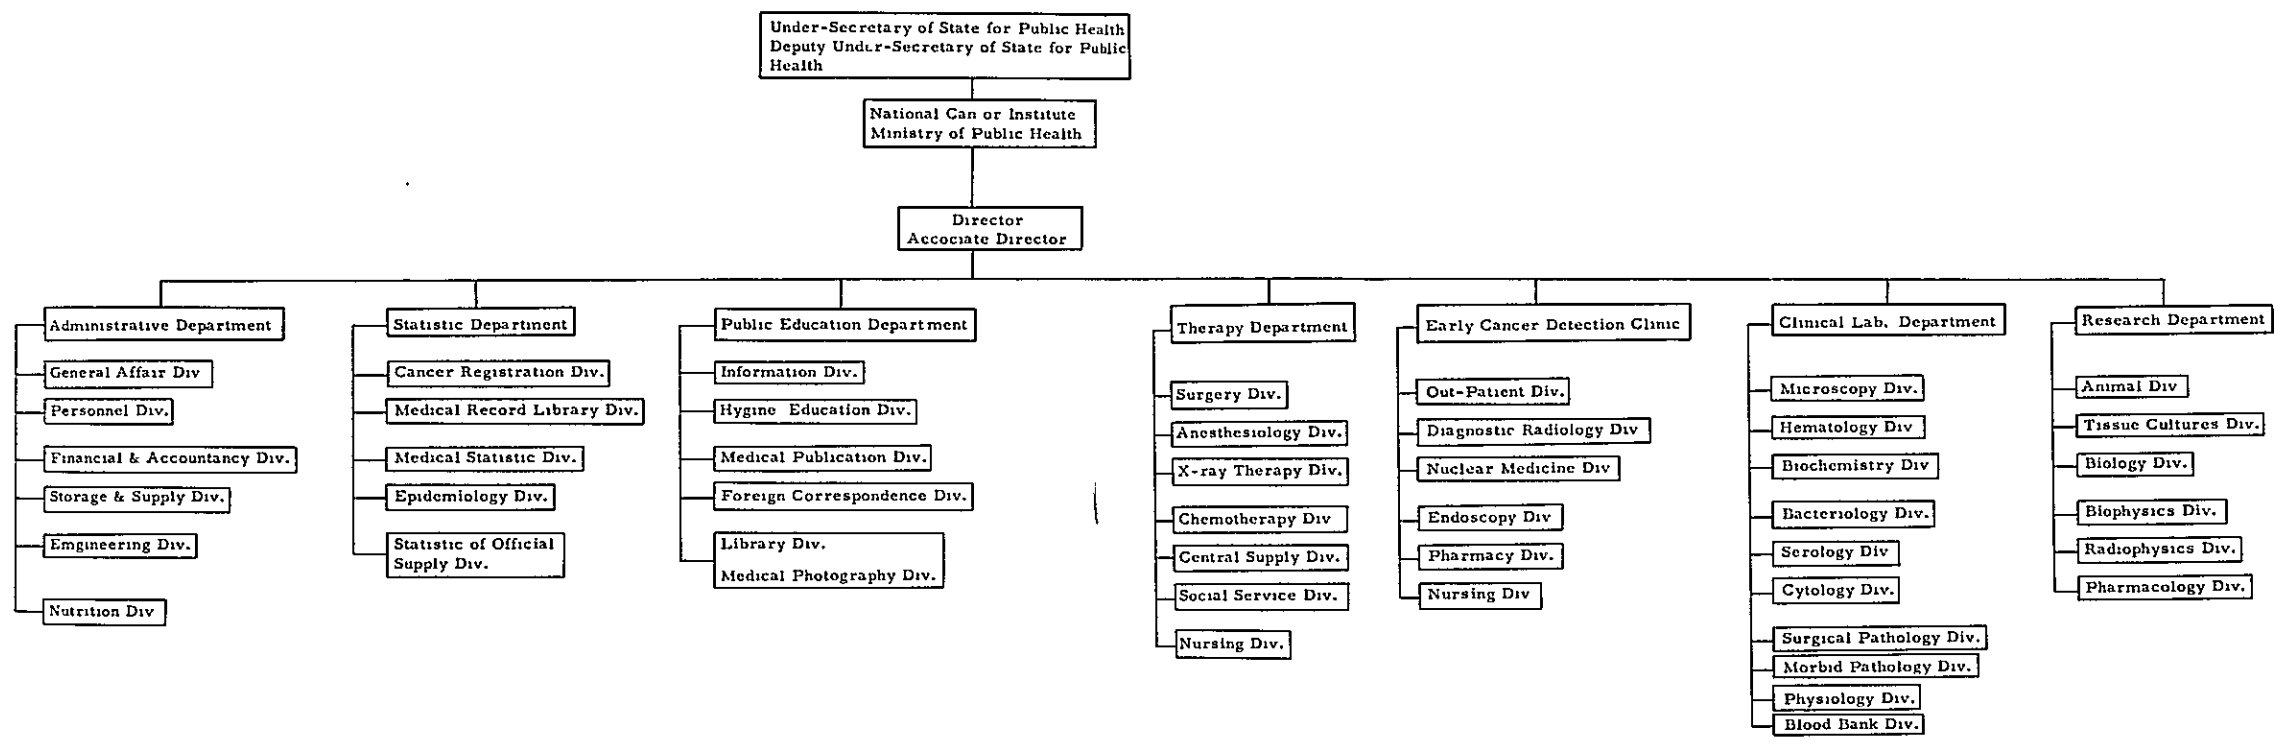 Under-Secretary of State for Public Health
Deputy Under-Secretary of State for Public
Health
National Can or Institute
Ministry of Public Health
Director
Accociate Director
Administrative Department
General Affair Div
Personnel Div.
Financial & Accountancy Div.
Storage & Supply Div.
Emgineering Div.
Nutrition Div
Statistic Department
Cancer Registration Div.
Medical Record Library Div.
Medical Statistic Div.
Epidemiology Div.
Statistic of Official
Supply Div.
Public Education Department
Information Div.
Hygine Education Div.
Medical Publication Div.
Foreign Correspondence Div.
Library Div.
Medical Photography Div.
Therapy Department
Surgery Div.
Anesthesiology Div.
X-ray Therapy Div.
Chemotherapy Div
Central Supply Div.
Social Service Div.
Nursing Div.
Early Cancer Detection Clinic
Out-Patient Div.
Diagnostic Radiology Div
Nuclear Medicine Div
Endoscopy Div
Pharmacy Div.
Nursing Div
Clinical Lab. Department
Microscopy Div.
Hematology Div
Biochemistry Div
Bacteriology Div.
Serology Div
Cytology Div.
Surgical Pathology Div.
Morbid Pathology Div.
Physiology Div.
Blood Bank Div.
Research Department
Animal Div
Tissue Cultures Div.
Biology Div.
Biophysics Div.
Radiophysics Div.
Pharmacology Div.